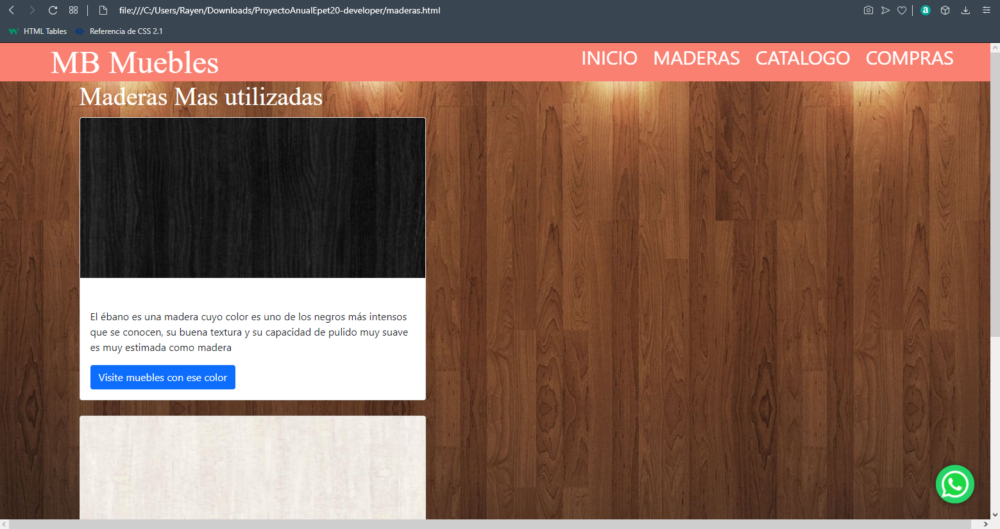 file:///C:/Users/Rayen/Downloads/ProyectoAnualEpet20-developer/maderas.html
a
HTML Tables
Referencia de CSS 2.1
MB Muebles
INICIO MADERAS CATALOGO COMPRAS
Maderas Mas utilizadas
El ébano es una madera cuyo color es uno de los negros más intensos
que se conocen, su buena textura y su capacidad de pulido muy suave
es muy estimada como madera
Visite muebles con ese color